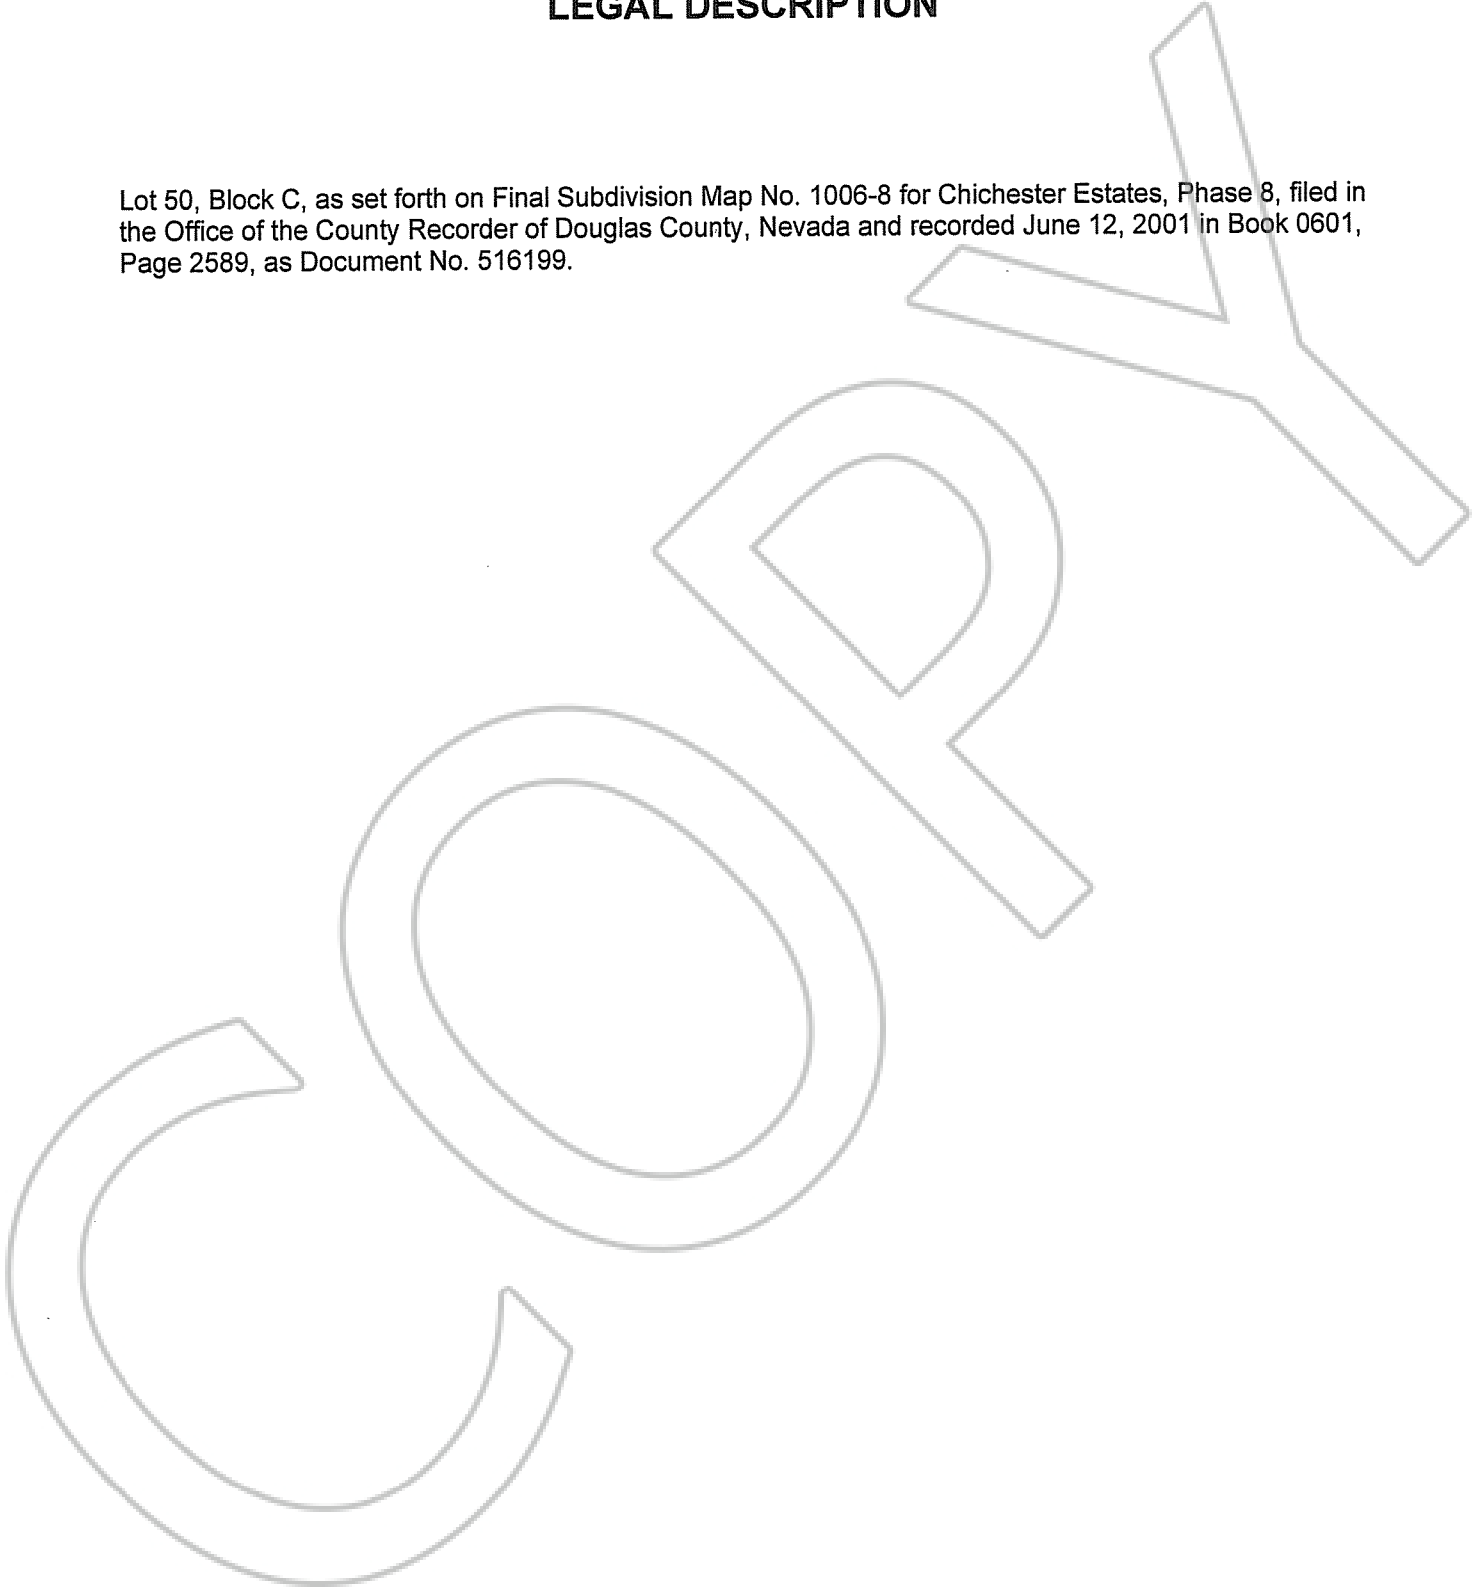 LEGAL DESCRIPTION
Lot 50, Block C, as set forth on Final Subdivision Map No. 1006-8 for Chichester Estates, Phase 8, filed in
the Office of the County Recorder of Douglas County, Nevada and recorded June 12, 2001 in Book 0601,
Page 2589, as Document No. 516199.
COPY